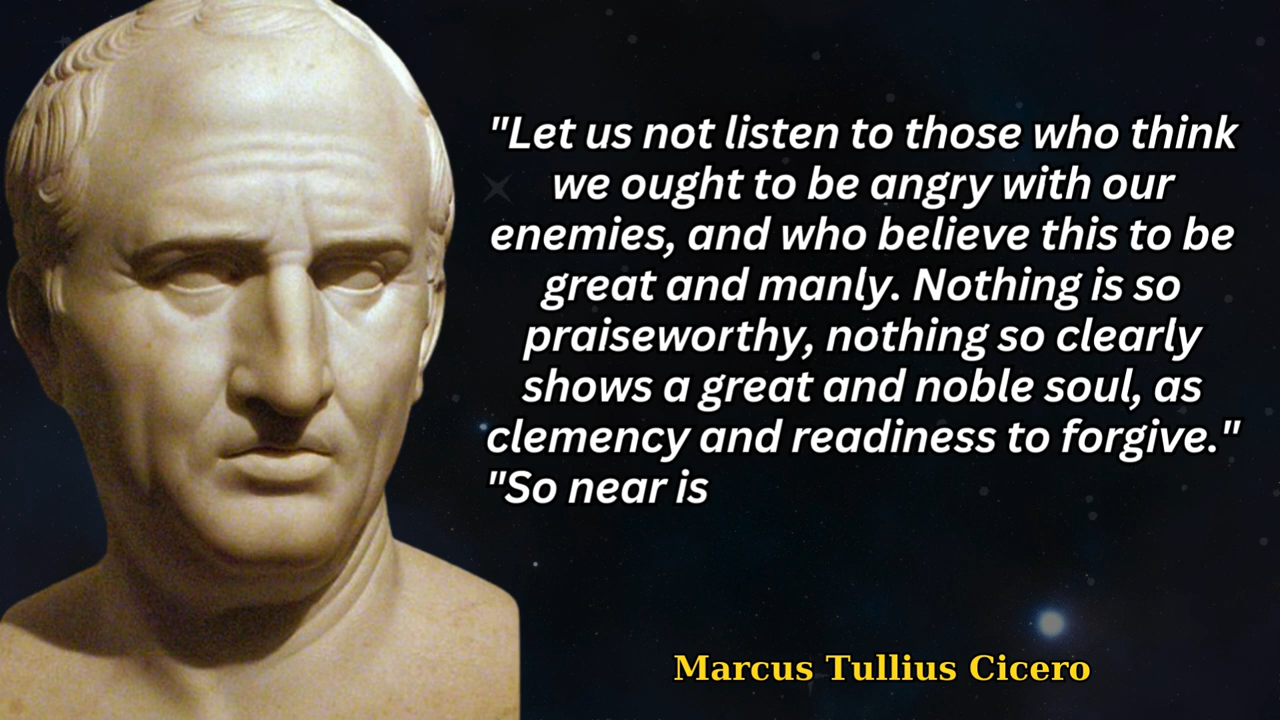 "Let us not listen to those who think
we ought to be angry with our
enemies, and who believe this to be
great and manly. Nothing is so
praiseworthy, nothing so clearly
shows a great and noble soul, as
clemency and readiness to forgive."
"So near is
Marcus Tullius Cicero